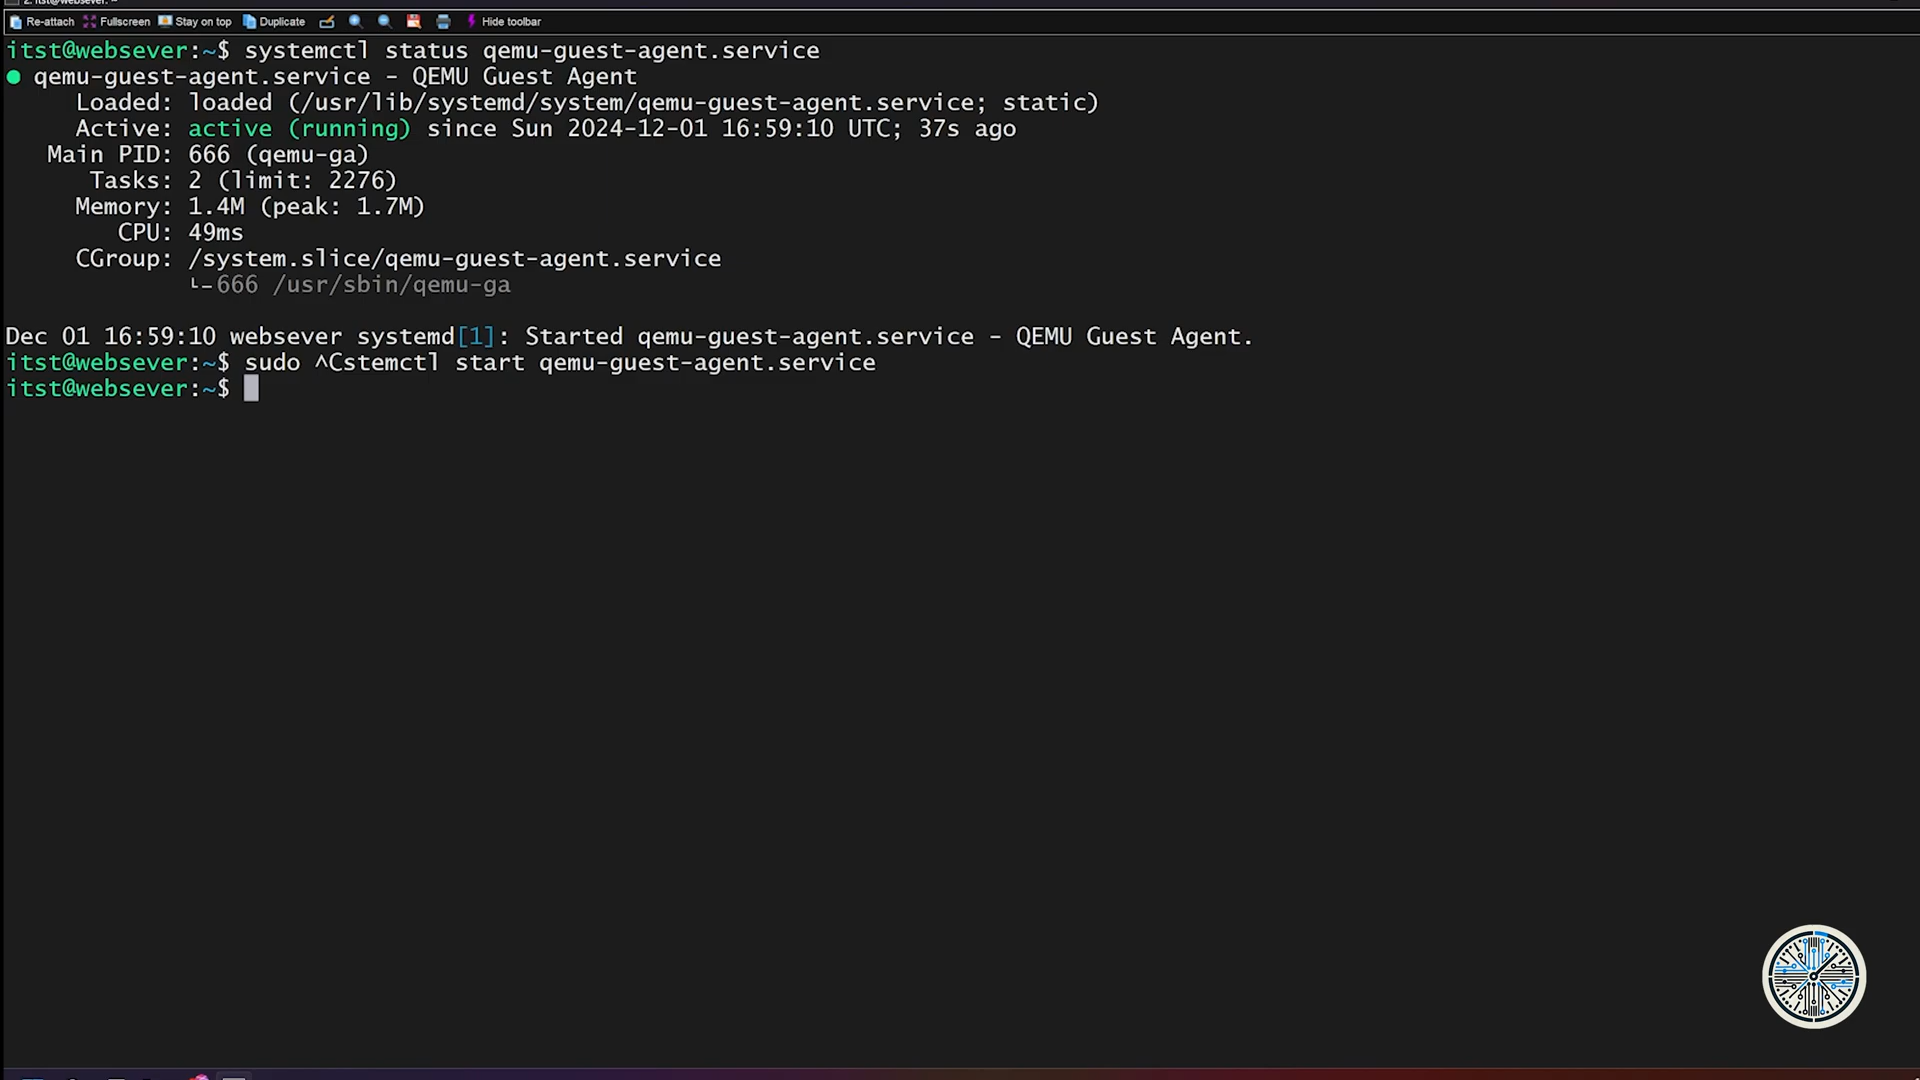 2. itst@websever: ~
Re-attach Fullscreen Stay on top Duplicate Hide toolbar
itst@websever:~$ systemctl status qemu-guest-agent.service
● qemu-guest-agent.service - QEMU Guest Agent
Loaded: loaded (/usr/lib/systemd/system/qemu-guest-agent.service; static)
Active: active (running) since Sun 2024-12-01 16:59:10 UTC; 37s ago
Main PID: 666 (qemu-ga)
Tasks: 2 (limit: 2276)
Memory: 1.4M (peak: 1.7M)
CPU: 49ms
CGroup: /system.slice/qemu-guest-agent.service
└─666 /usr/sbin/qemu-ga
Dec 01 16:59:10 websever systemd[1]: Started qemu-guest-agent.service - QEMU Guest Agent.
itst@websever:~$ sudo ^Cstemctl start qemu-guest-agent.service
itst@websever:~$